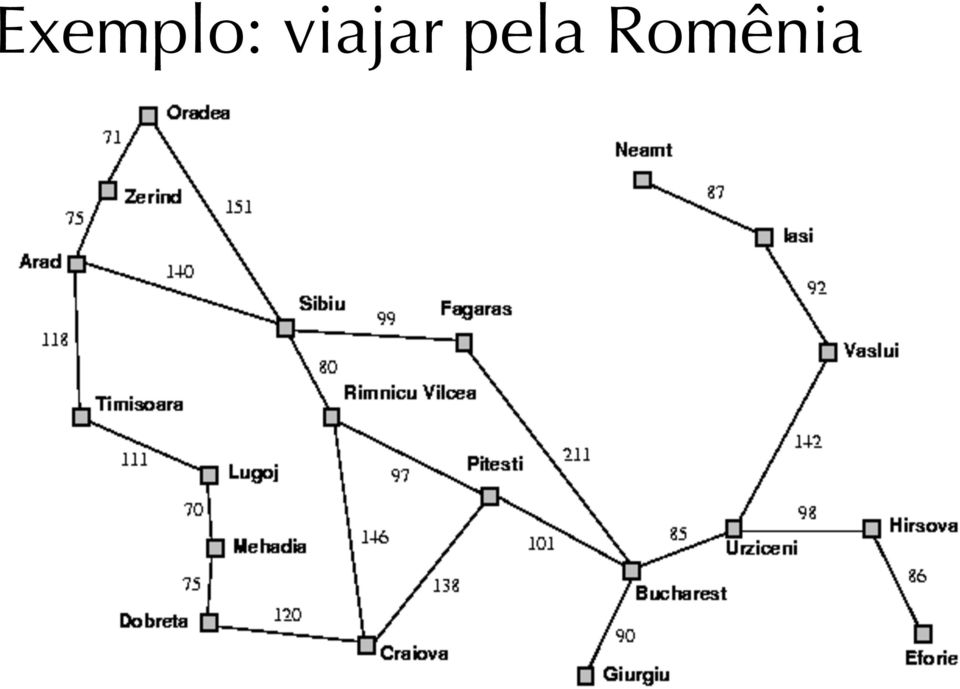 Exemplo: viajar pela Romênia
Oradea
71
Neamt
87
Zerind
151
75
Iasi
Arad
140
92
Sibiu
99
Fagaras
118
80
Vaslui
Rimnicu Vilcea
Timisoara
142
111
211
Lugoj
97
Pitesti
70
98
Hirsova
146
101
85
Urziceni
Mehadia
75
138
86
Bucharest
120
Dobreta
90
Craiova
Eforie
Giurgiu